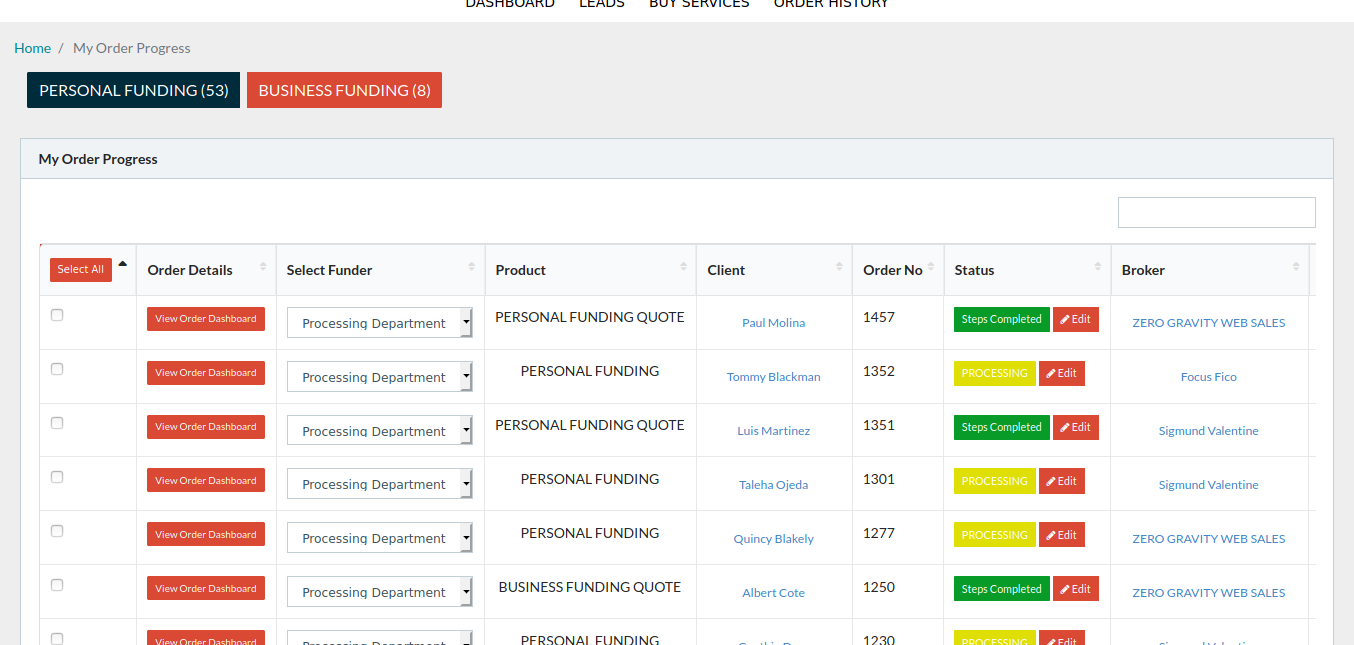 DASHBOARD LEADS BUY SERVICES ORDER HISTORY
Home / My Order Progress
PERSONAL FUNDING (53) BUSINESS FUNDING (8)
My Order Progress
Select All Order Details Select Funder Product Client Order No Status Broker
View Order Dashboard Processing Department PERSONAL FUNDING QUOTE Paul Molina 1457 Steps Completed Edit ZERO GRAVITY WEB SALES
View Order Dashboard Processing Department PERSONAL FUNDING Tommy Blackman 1352 PROCESSING Edit Focus Fico
View Order Dashboard Processing Department PERSONAL FUNDING QUOTE Luis Martinez 1351 Steps Completed Edit Sigmund Valentine
View Order Dashboard Processing Department PERSONAL FUNDING Taleha Ojeda 1301 PROCESSING Edit Sigmund Valentine
View Order Dashboard Processing Department PERSONAL FUNDING Quincy Blakely 1277 PROCESSING Edit ZERO GRAVITY WEB SALES
View Order Dashboard Processing Department BUSINESS FUNDING QUOTE Albert Cote 1250 Steps Completed Edit ZERO GRAVITY WEB SALES
View Order Dashboard Processing Department PERSONAL FUNDING 1230 PROCESSING Edit Sigmund Valentine